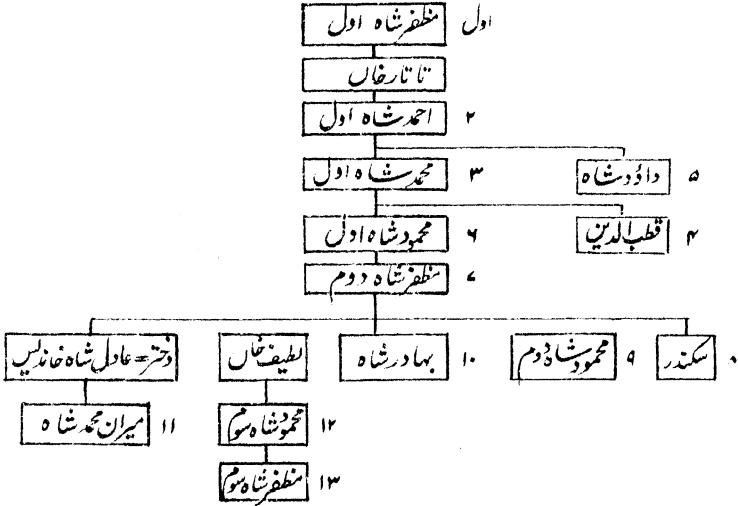 مظفر شاہ اول اول
تاتار خاں
احمد شاہ اول ۲
محمد شاہ اول ۳
داؤد شاہ ۵
محمود شاہ اول ۶
قطب الدین ۴
مظفر شاہ دوم ۷
سکندر ۸
محمود شاہ دوم ۹
بہادر شاہ ۱۰
لطیف خاں
دختر = عادل شاہ خاندیس
محمود شاہ سوم ۱۲
میران محمد شاہ ۱۱
مظفر شاہ سوم ۱۳